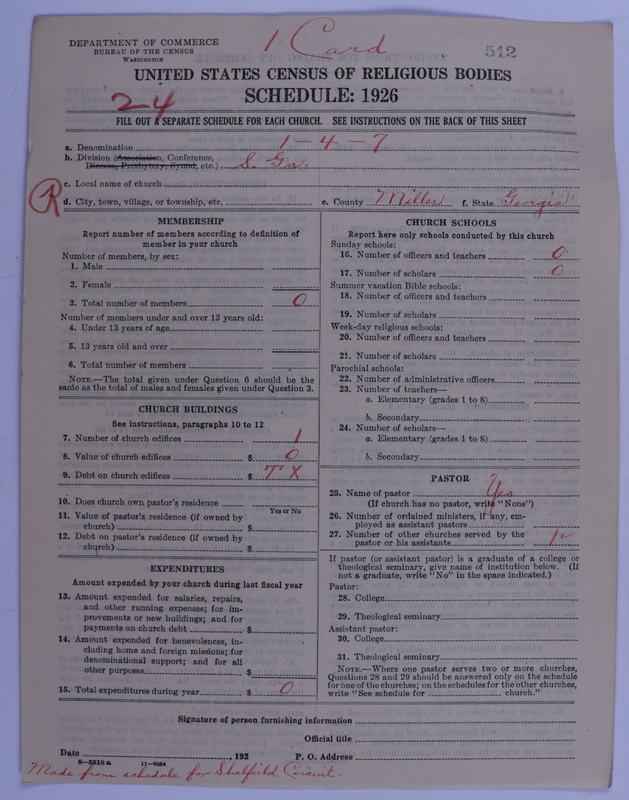 DEPARTMENT OF COMMERCE
BUREAU OF THE CENSUS
WASHINGTON
1 Card
512
UNITED STATES CENSUS OF RELIGIOUS BODIES
SCHEDULE: 1926
24
FILL OUT A SEPARATE SCHEDULE FOR EACH CHURCH. SEE INSTRUCTIONS ON THE BACK OF THIS SHEET
a. Denomination 1-4-7
b. Division (Association, Conference,
Diocese, Presbytery, Synod, etc.) S. Ga.
c. Local name of church
R
d. City, town, village, or township, etc. e. County Miller f. State Georgia
MEMBERSHIP
Report number of members according to definition of
member in your church
Number of members, by sex:
1. Male
2. Female
3. Total number of members 0
Number of members under and over 13 years old:
4. Under 13 years of age
5. 13 years old and over
6. Total number of members
NOTE.—The total given under Question 6 should be the
same as the total of males and females given under Question 3.
CHURCH BUILDINGS
See instructions, paragraphs 10 to 12
7. Number of church edifices 1
8. Value of church edifices $ 0
9. Debt on church edifices $ T X
10. Does church own pastor's residence
Yes or No
11. Value of pastor's residence (if owned by
church) $
12. Debt on pastor's residence (if owned by
church) $
EXPENDITURES
Amount expended by your church during last fiscal year
13. Amount expended for salaries, repairs,
and other running expenses; for im-
provements or new buildings; and for
payments on church debt $
14. Amount expended for benevolences, in-
cluding home and foreign missions; for
denominational support; and for all
other purposes $
15. Total expenditures during year $ 0
CHURCH SCHOOLS
Report here only schools conducted by this church
Sunday schools:
16. Number of officers and teachers 0
17. Number of scholars 0
Summer vacation Bible schools:
18. Number of officers and teachers
19. Number of scholars
Week-day religious schools:
20. Number of officers and teachers
21. Number of scholars
Parochial schools:
22. Number of administrative officers
23. Number of teachers—
a. Elementary (grades 1 to 8)
b. Secondary
24. Number of scholars—
a. Elementary (grades 1 to 8)
b. Secondary
PASTOR
25. Name of pastor Yes
(If church has no pastor, write "None")
26. Number of ordained ministers, if any, em-
ployed as assistant pastors
27. Number of other churches served by the
pastor or his assistants
If pastor (or assistant pastor) is a graduate of a college or
theological seminary, give name of institution below. (If
not a graduate, write "No" in the space indicated.)
Pastor:
28. College
29. Theological seminary
Assistant pastor:
30. College
31. Theological seminary
NOTE.—Where one pastor serves two or more churches,
Questions 28 and 29 should be answered only on the schedule
for one of the churches; on the schedules for the other churches,
write "See schedule for church."
Signature of person furnishing information
Official title
Date , 192 P. O. Address
8—5518 a 11—9034
Made from schedule for Shelfield Circuit.